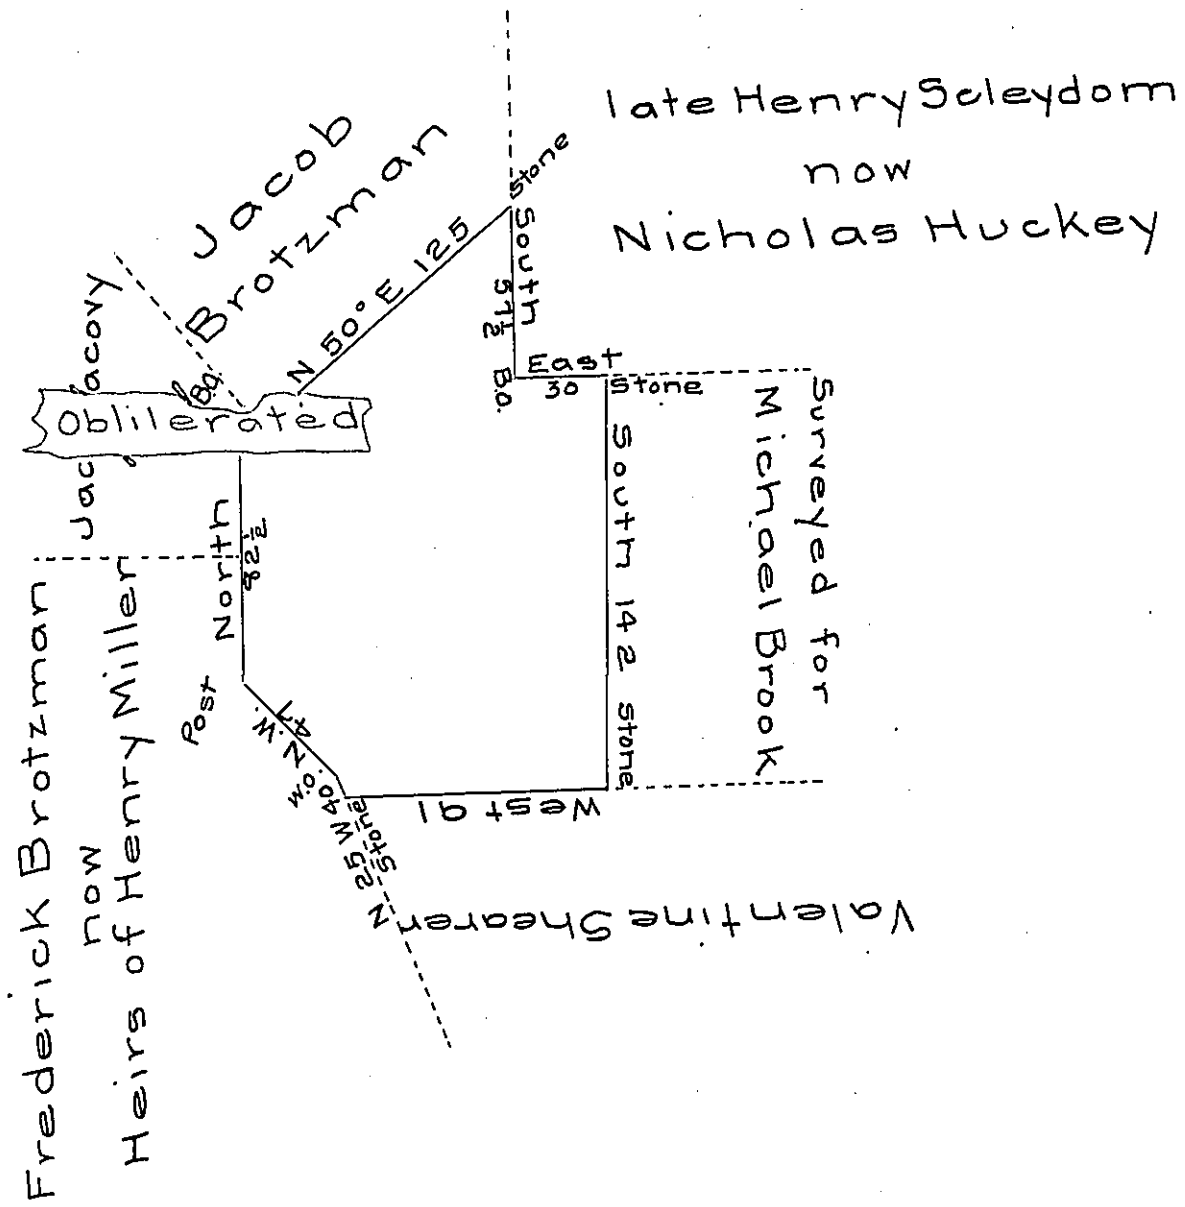 late Henry Scleydom
now
Nicholas Huckey
Jacob
Brotzman
Stone
N 50° E 125
South
57½
B.O.
East
30
Stone
South 142 Stone
Surveyed for
Michael Brook
West 91
Stone
N 25 W 40
W.O.
N.W.
47
Post
North
82½
B.O.
Obliterated
Valentine Shearer
Frederick Brotzman
now
Heirs of Henry Miller